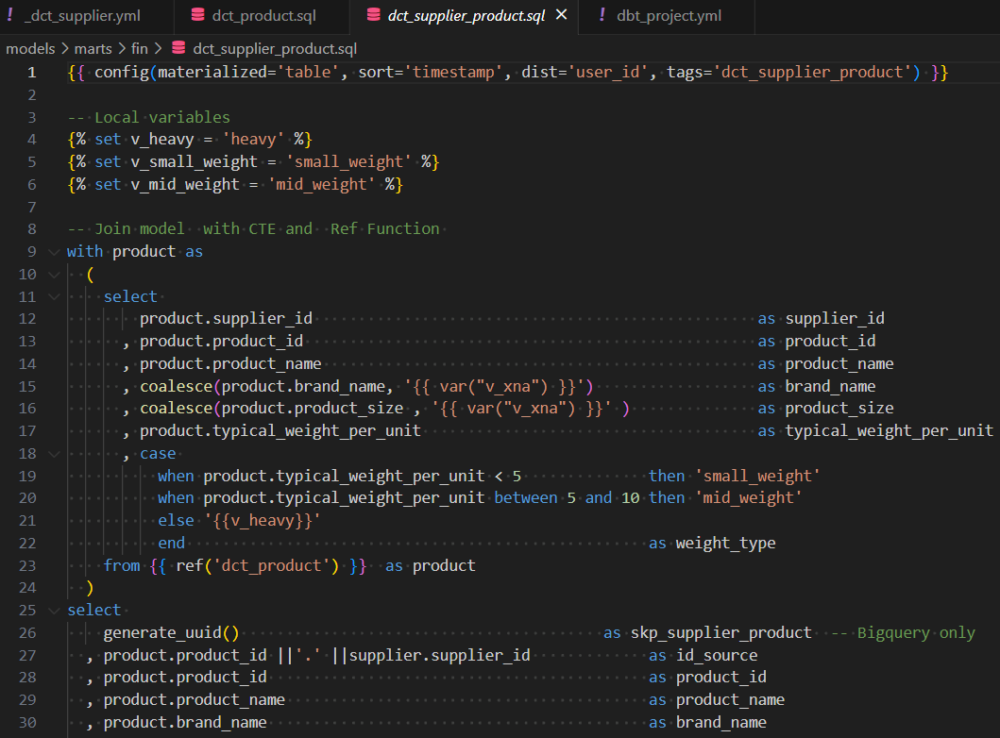 ! _dct_supplier.yml dct_product.sql dct_supplier_product.sql × ! dbt_project.yml
models > marts > fin > dct_supplier_product.sql
1 {{ config(materialized='table', sort='timestamp', dist='user_id', tags='dct_supplier_product') }}
2
3 -- Local variables
4 {% set v_heavy = 'heavy' %}
5 {% set v_small_weight = 'small_weight' %}
6 {% set v_mid_weight = 'mid_weight' %}
7
8 -- Join model  with CTE and  Ref Function
9 with product as
10   (
11     select
12         product.supplier_id as supplier_id
13       , product.product_id as product_id
14       , product.product_name as product_name
15       , coalesce(product.brand_name, '{{ var("v_xna") }}') as brand_name
16       , coalesce(product.product_size , '{{ var("v_xna") }}' ) as product_size
17       , product.typical_weight_per_unit as typical_weight_per_unit
18       , case
19           when product.typical_weight_per_unit < 5 then 'small_weight'
20           when product.typical_weight_per_unit between 5 and 10 then 'mid_weight'
21           else '{{v_heavy}}'
22           end as weight_type
23     from {{ ref('dct_product') }}  as product
24   )
25 select
26     generate_uuid() as skp_supplier_product  -- Bigquery only
27   , product.product_id ||'.' ||supplier.supplier_id as id_source
28   , product.product_id as product_id
29   , product.product_name as product_name
30   , product.brand_name as brand_name